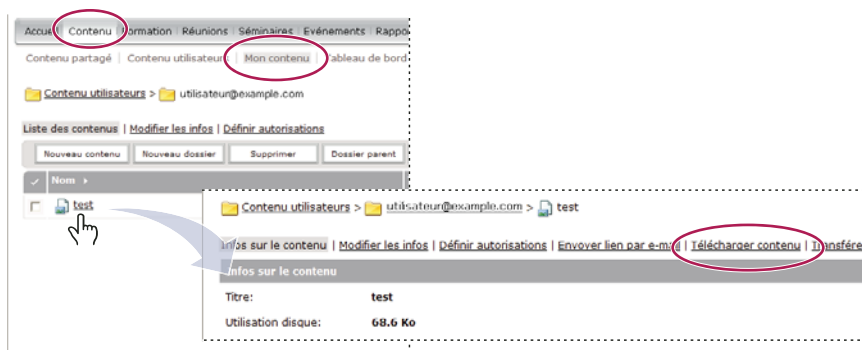 Accueil Contenu Formation Réunions Séminaires Evénements Rappo
Contenu partagé | Contenu utilisateurs | Mon contenu | Tableau de bord
Contenu utilisateurs > utilisateur@example.com
Liste des contenus | Modifier les infos | Définir autorisations
Nouveau contenu Nouveau dossier Supprimer Dossier parent
Nom
test
Contenu utilisateurs > utilisateur@example.com > test
Infos sur le contenu | Modifier les infos | Définir autorisations | Envoyer lien par e-mail | Télécharger contenu | Transfére
Infos sur le contenu
Titre: test
Utilisation disque: 68.6 Ko